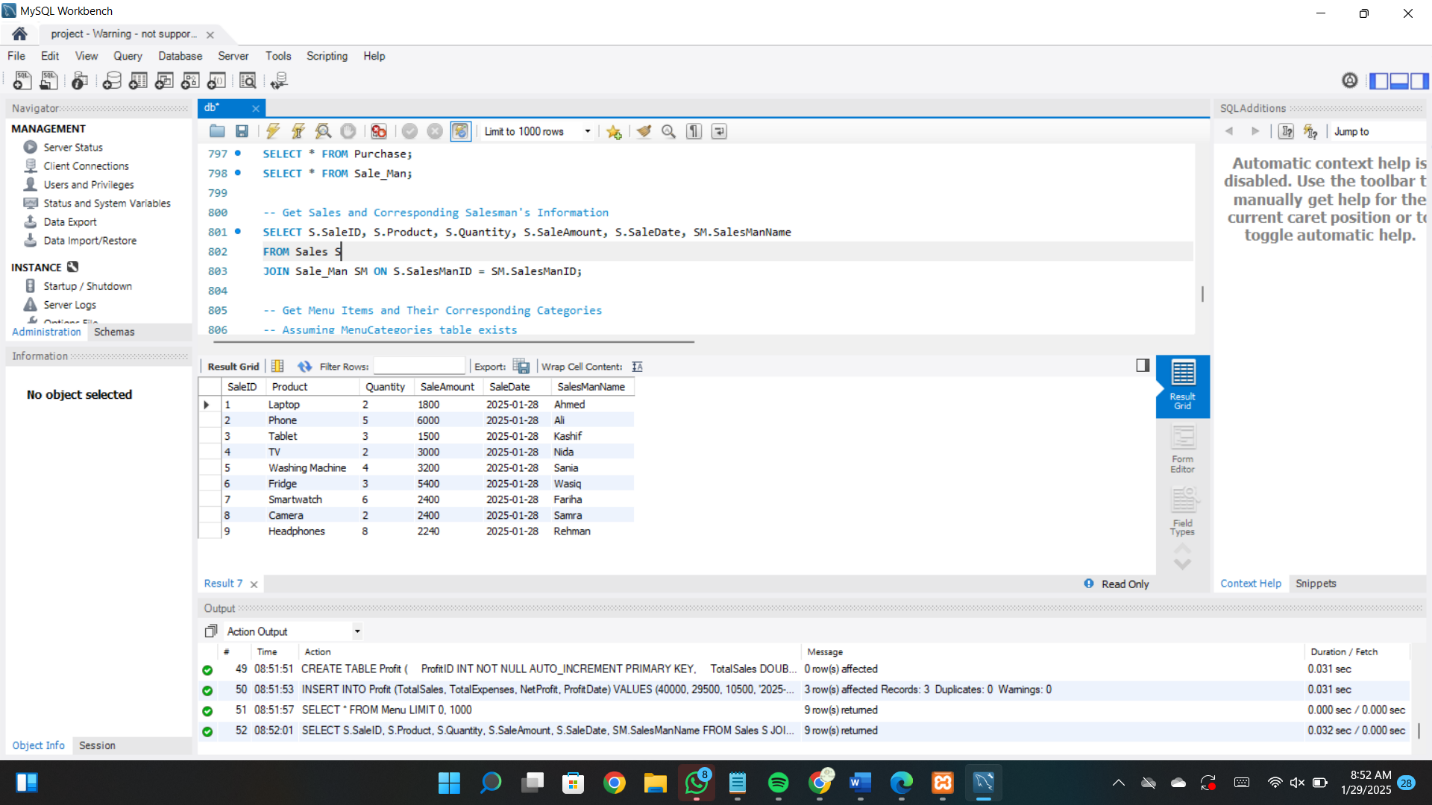 MySQL Workbench
project - Warning - not suppor...
File Edit View Query Database Server Tools Scripting Help
Navigator
MANAGEMENT
Server Status
Client Connections
Users and Privileges
Status and System Variables
Data Export
Data Import/Restore
INSTANCE
Startup / Shutdown
Server Logs
Options File
Administration Schemas
Information
No object selected
Object Info Session
db*
Limit to 1000 rows
797 SELECT * FROM Purchase;
798 SELECT * FROM Sale_Man;
799
800 -- Get Sales and Corresponding Salesman's Information
801 SELECT S.SaleID, S.Product, S.Quantity, S.SaleAmount, S.SaleDate, SM.SalesManName
802 FROM Sales S
803 JOIN Sale_Man SM ON S.SalesManID = SM.SalesManID;
804
805 -- Get Menu Items and Their Corresponding Categories
806 -- Assuming MenuCategories table exists
Result Grid Filter Rows: Export: Wrap Cell Content:
SaleID Product Quantity SaleAmount SaleDate SalesManName
1 Laptop 2 1800 2025-01-28 Ahmed
2 Phone 5 6000 2025-01-28 Ali
3 Tablet 3 1500 2025-01-28 Kashif
4 TV 2 3000 2025-01-28 Nida
5 Washing Machine 4 3200 2025-01-28 Sania
6 Fridge 3 5400 2025-01-28 Wasiq
7 Smartwatch 6 2400 2025-01-28 Fariha
8 Camera 2 2400 2025-01-28 Samra
9 Headphones 8 2240 2025-01-28 Rehman
Result Grid
Form Editor
Field Types
Result 7
Read Only
SQLAdditions
Jump to
Automatic context help is
disabled. Use the toolbar t
manually get help for the
current caret position or to
toggle automatic help.
Context Help Snippets
Output
Action Output
# Time Action Message Duration / Fetch
49 08:51:51 CREATE TABLE Profit ( ProfitID INT NOT NULL AUTO_INCREMENT PRIMARY KEY, TotalSales DOUB... 0 row(s) affected 0.031 sec
50 08:51:53 INSERT INTO Profit (TotalSales, TotalExpenses, NetProfit, ProfitDate) VALUES (40000, 29500, 10500, '2025-... 3 row(s) affected Records: 3 Duplicates: 0 Warnings: 0 0.031 sec
51 08:51:57 SELECT * FROM Menu LIMIT 0, 1000 9 row(s) returned 0.000 sec / 0.000 sec
52 08:52:01 SELECT S.SaleID, S.Product, S.Quantity, S.SaleAmount, S.SaleDate, SM.SalesManName FROM Sales S JOI... 9 row(s) returned 0.032 sec / 0.000 sec
8
8:52 AM
1/29/2025
28